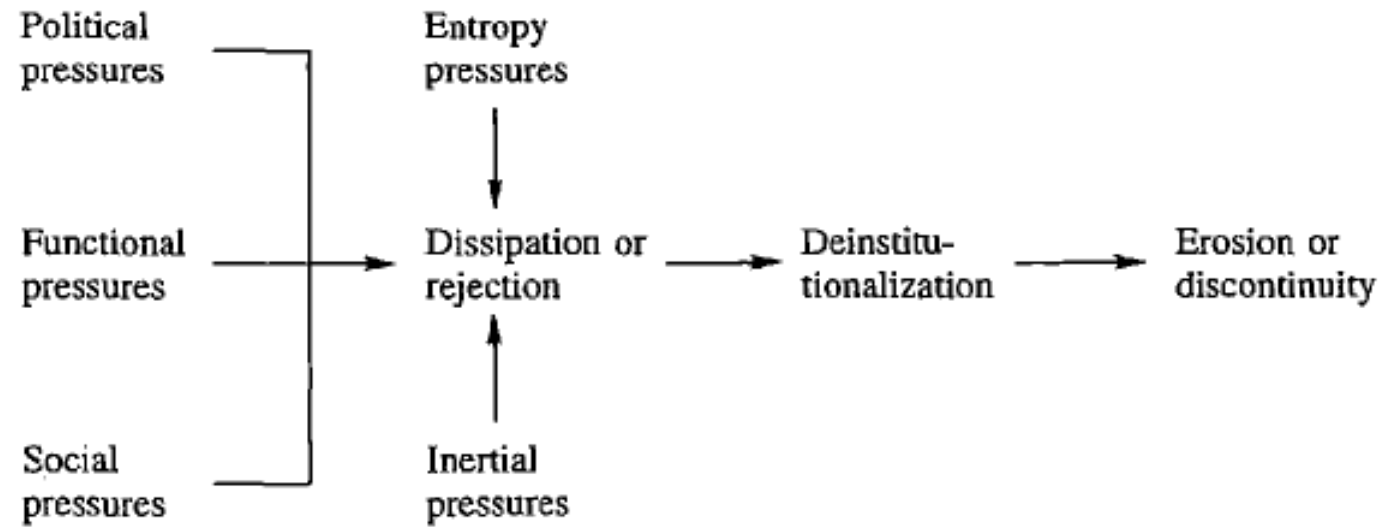 Political
pressures
Entropy
pressures
Functional
pressures
Dissipation or
rejection
Deinstitu-
tionalization
Erosion or
discontinuity
Social
pressures
Inertial
pressures